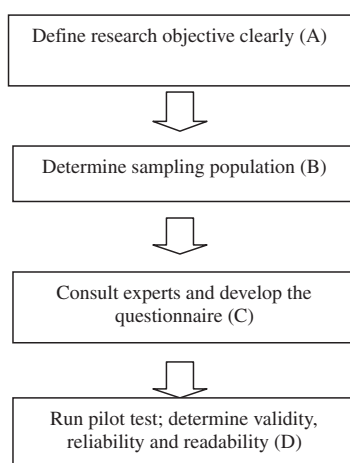 Define research objective clearly (A)
Determine sampling population (B)
Consult experts and develop the
questionnaire (C)
Run pilot test; determine validity,
reliability and readability (D)